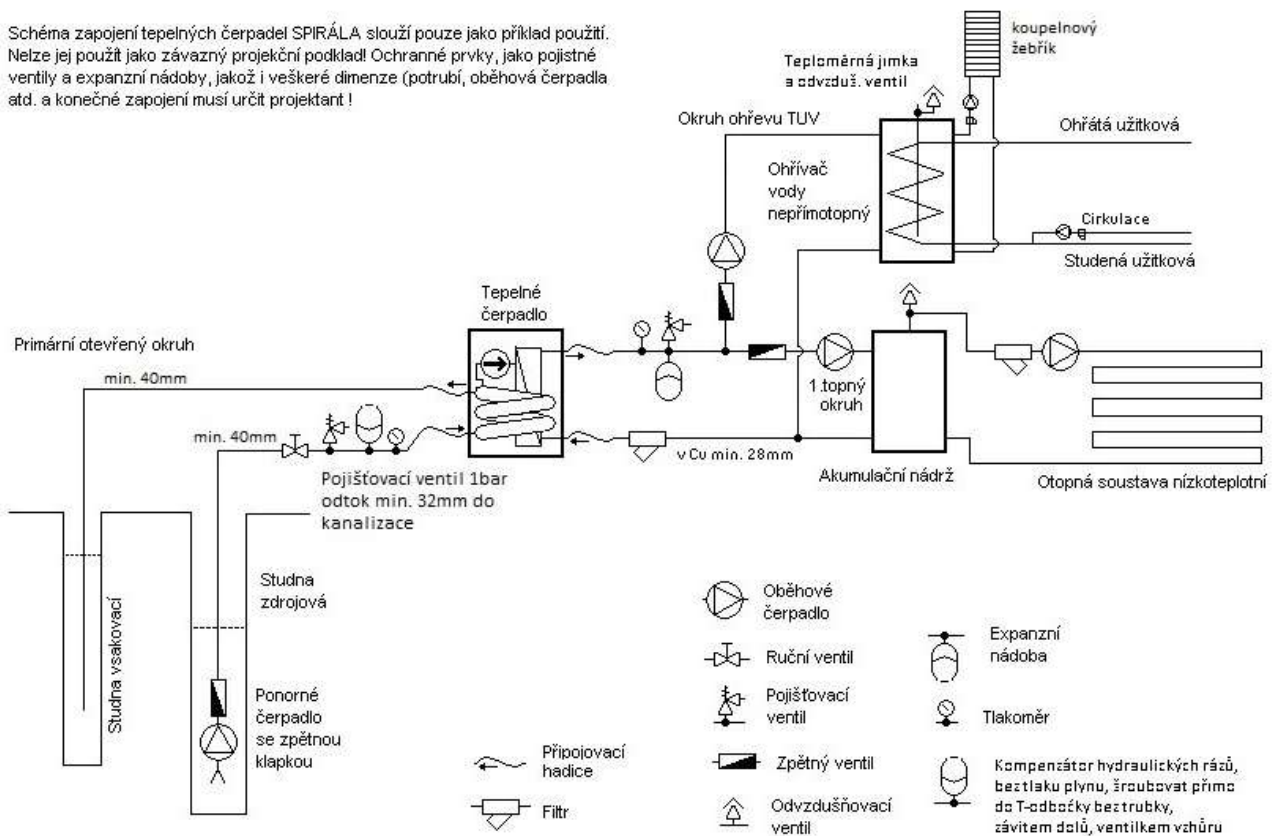 Schéma zapojení tepelných čerpadel SPIRÁLA slouží pouze jako příklad použití.
Nelze jej použít jako závazný projekční podklad! Ochranné prvky, jako pojistné
ventily a expanzní nádoby, jakož i veškeré dimenze (potrubí, oběhová čerpadla
atd. a konečné zapojení musí určit projektant !
koupelnový
žebřík
Teploměrná jímka
a odvzduš. ventil
Okruh ohřevu TUV
Ohřátá užitková
Ohřívač
vody
nepřímotopný
Cirkulace
Studená užitková
Tepelné
čerpadlo
Primární otevřený okruh
min. 40mm
1.topný
okruh
min. 40mm
v Cu min. 28mm
Pojišťovací ventil 1bar
odtok min. 32mm do
kanalizace
Akumulační nádrž
Otopná soustava nízkoteplotní
Studna
zdrojová
Studna vsakovací
Ponorné
čerpadlo
se zpětnou
klapkou
Připojovací
hadice
Filtr
Oběhové
čerpadlo
Ruční ventil
Pojišťovací
ventil
Zpětný ventil
Odvzdušňovací
ventil
Expanzní
nádoba
Tlakoměr
Kompenzátor hydraulických rázů,
bez tlaku plynu, šroubovat přímo
do T-odbočky bez trubky,
závitem dolů, ventilkem vzhůru